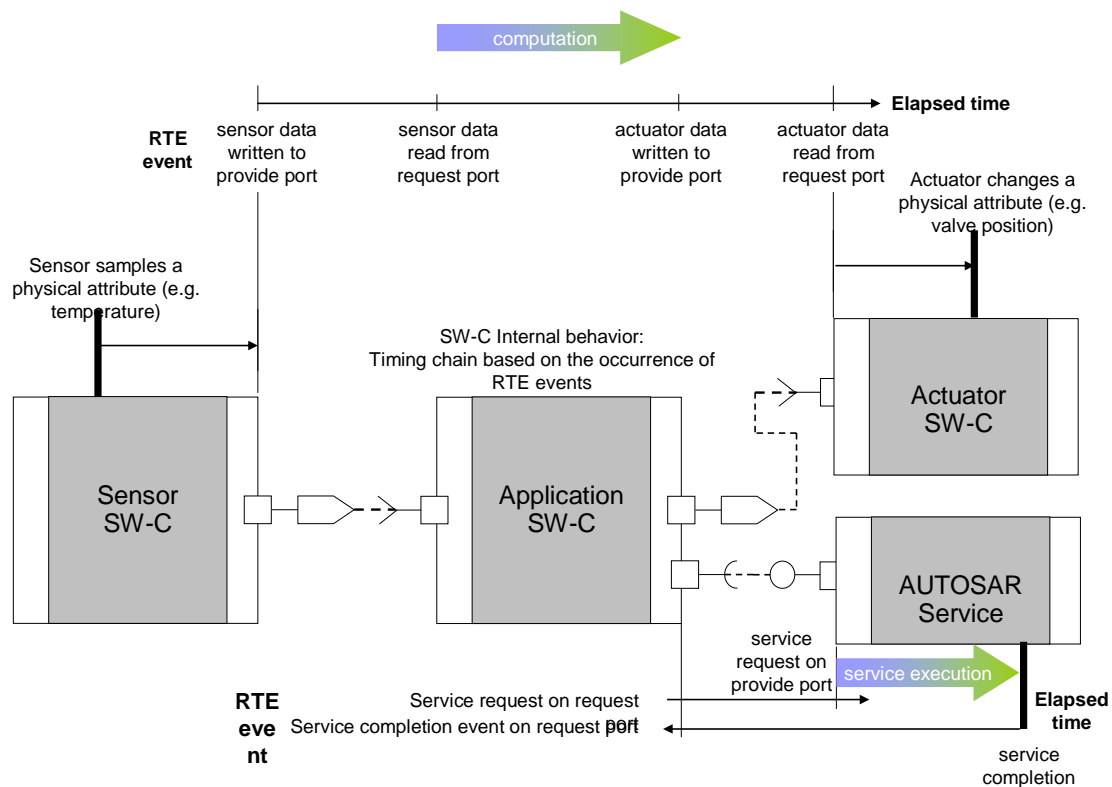 computation
Elapsed time
RTE
event
sensor data
written to
provide port
sensor data
read from
request port
actuator data
written to
provide port
actuator data
read from
request port
Actuator changes a
physical attribute (e.g.
valve position)
Sensor samples a
physical attribute (e.g.
temperature)
SW-C Internal behavior:
Timing chain based on the occurrence of
RTE events
Actuator
SW-C
Sensor
SW-C
Application
SW-C
AUTOSAR
Service
service
request on
provide port
service execution
RTE
eve
nt
Service request on request
port
Service completion event on request port
Elapsed
time
service
completion